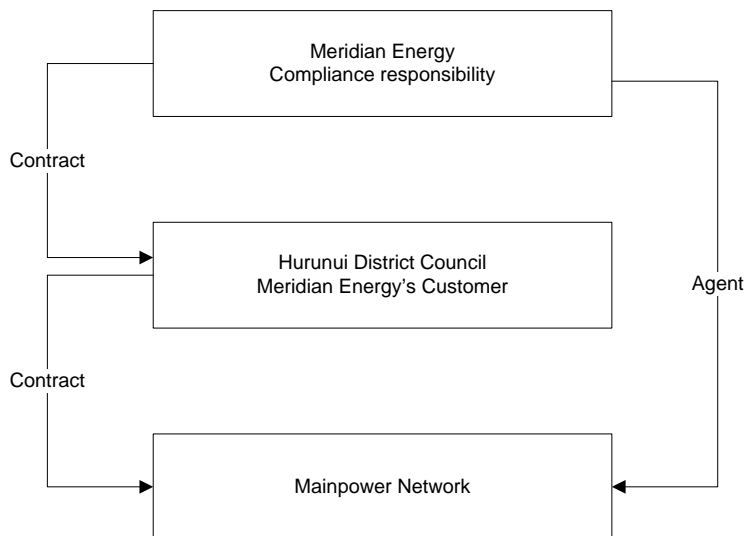 Meridian Energy
Compliance responsibility
Contract
Hurunui District Council
Meridian Energy's Customer
Agent
Contract
Mainpower Network